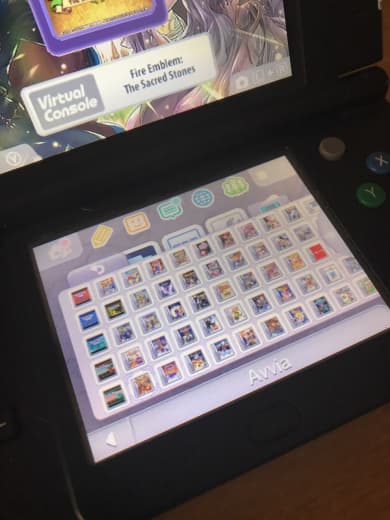 Virtual
Console
Fire Emblem:
The Sacred Stones
X
Y
Avvia